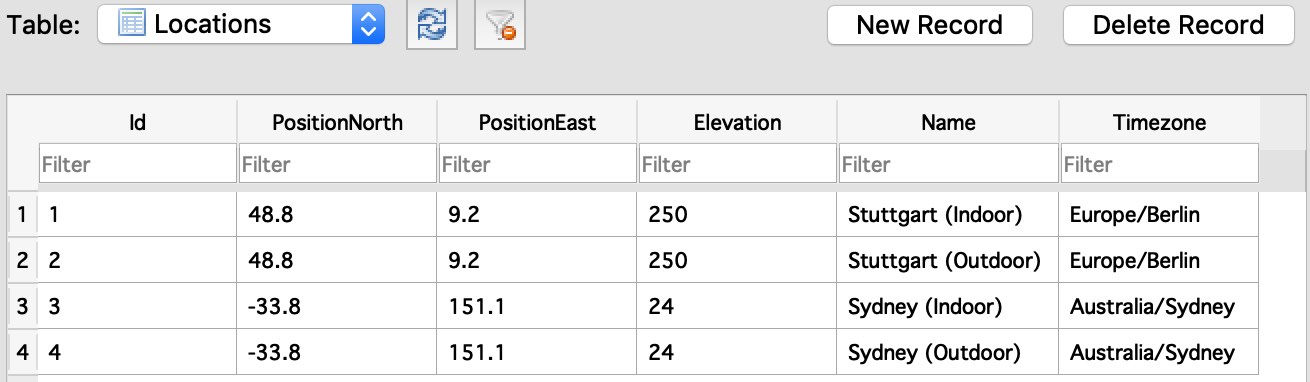 Table: Locations New Record Delete Record
Id PositionNorth PositionEast Elevation Name Timezone
Filter Filter Filter Filter Filter Filter
1 1 48.8 9.2 250 Stuttgart (Indoor) Europe/Berlin
2 2 48.8 9.2 250 Stuttgart (Outdoor) Europe/Berlin
3 3 -33.8 151.1 24 Sydney (Indoor) Australia/Sydney
4 4 -33.8 151.1 24 Sydney (Outdoor) Australia/Sydney